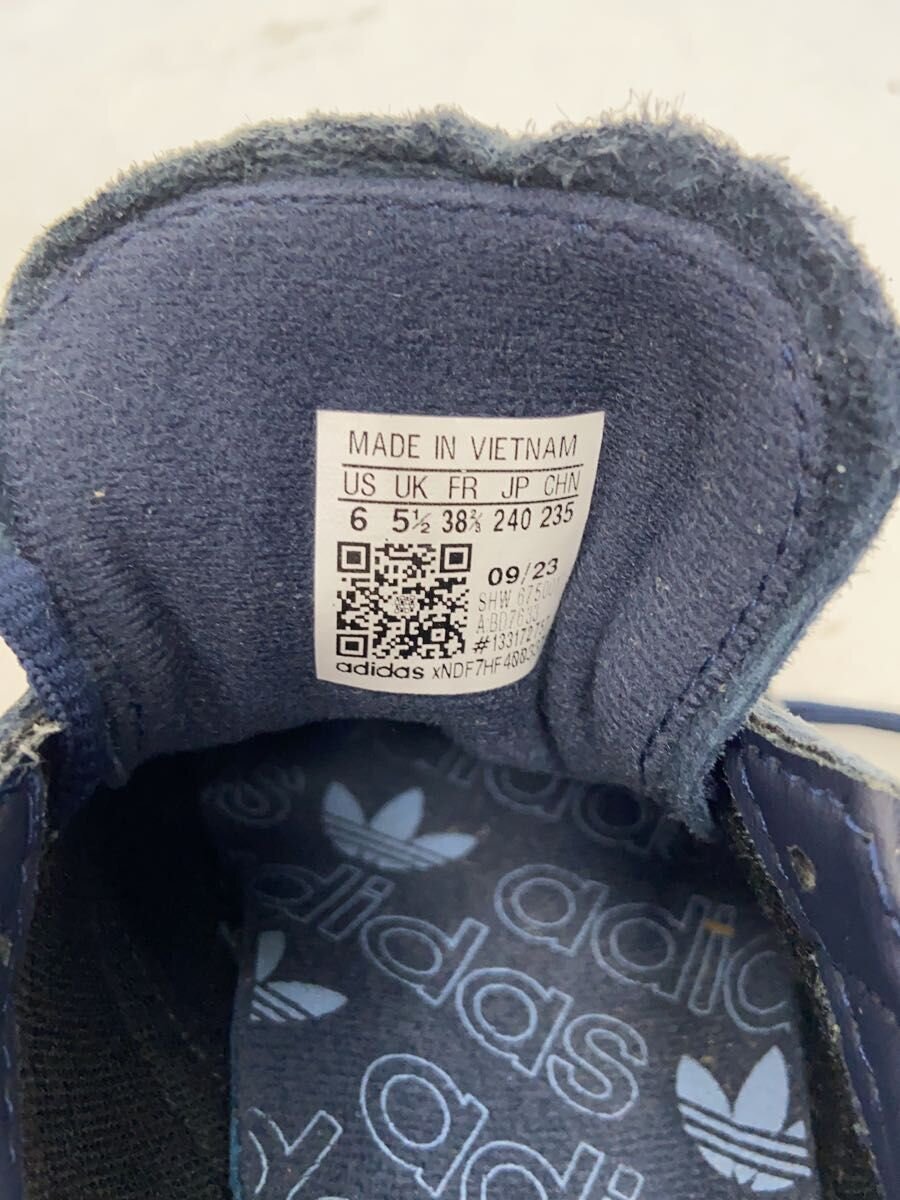 MADE IN VIETNAM
US UK FR JP CHN
6 5½ 38⅔ 240 235
09/23
SHW
adidas
adidas
adidas
adidas